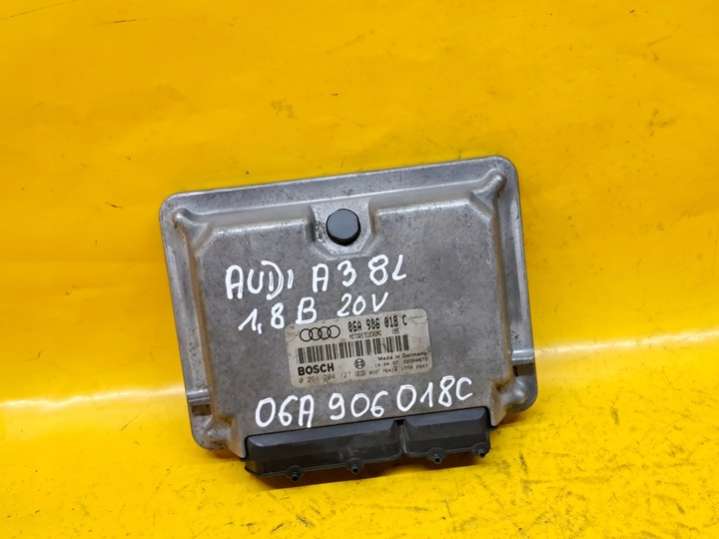 AUDI A3 8L
1,8 B 20V
06A 906 018 C
BOSCH
Made in Germany
06A 906 018C